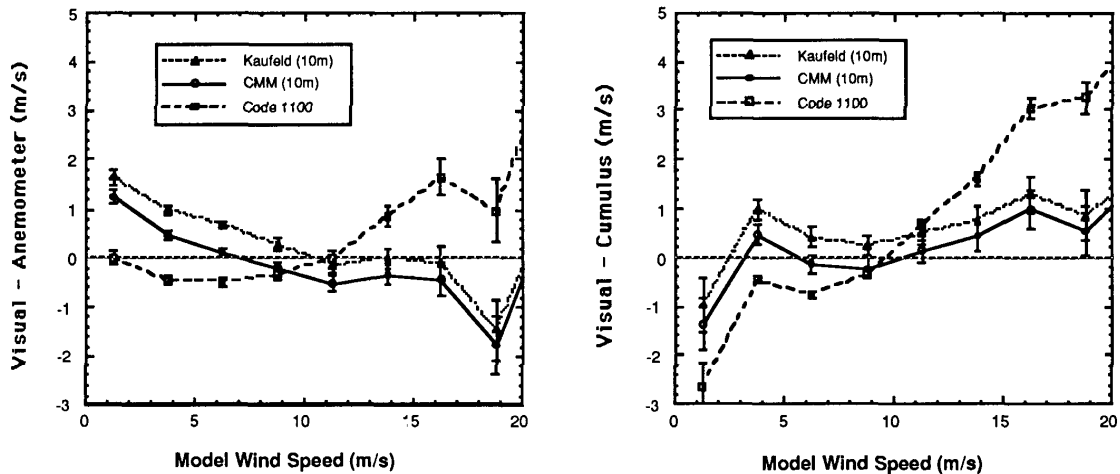 5
4
3
2
1
0
-1
-2
-3
Visual - Anemometer (m/s)
Kaufeld (10m)
CMM (10m)
Code 1100
0 5 10 15 20
Model Wind Speed (m/s)
5
4
3
2
1
0
-1
-2
-3
Visual - Cumulus (m/s)
Kaufeld (10m)
CMM (10m)
Code 1100
0 5 10 15 20
Model Wind Speed (m/s)